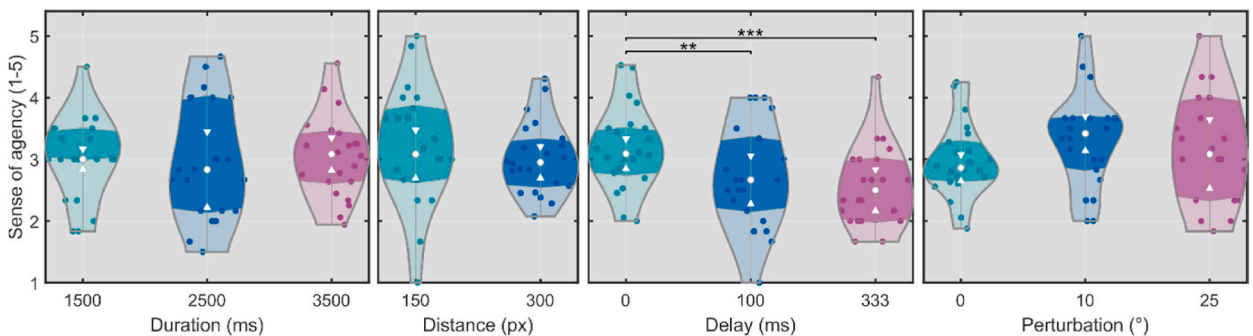 Sense of agency (1-5)
5
4
3
2
1
***
**
1500 2500 3500 150 300 0 100 333 0 10 25
Duration (ms) Distance (px) Delay (ms) Perturbation (°)